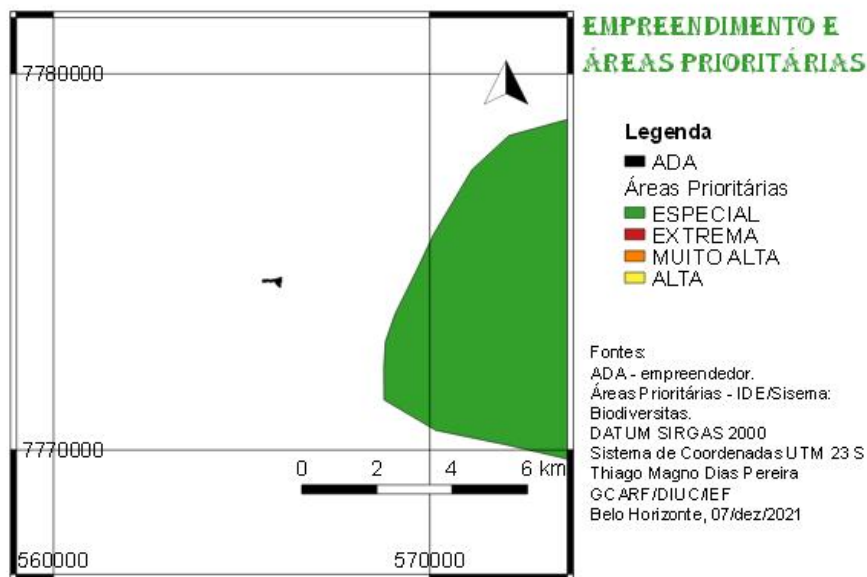 EMPREENDIMENTO E
ÁREAS PRIORITÁRIAS
7780000
Legenda
ADA
Áreas Prioritárias
ESPECIAL
EXTREMA
MUITO ALTA
ALTA
Fontes:
ADA - empreendedor.
Áreas Prioritárias - IDE/Sisema:
Biodiversitas.
DATUM SIRGAS 2000
Sistema de Coordenadas UTM 23 S
Thiago Magno Dias Pereira
GCARF/DIUC/IEF
Belo Horizonte, 07/dez/2021
7770000
0 2 4 6 km
560000 570000